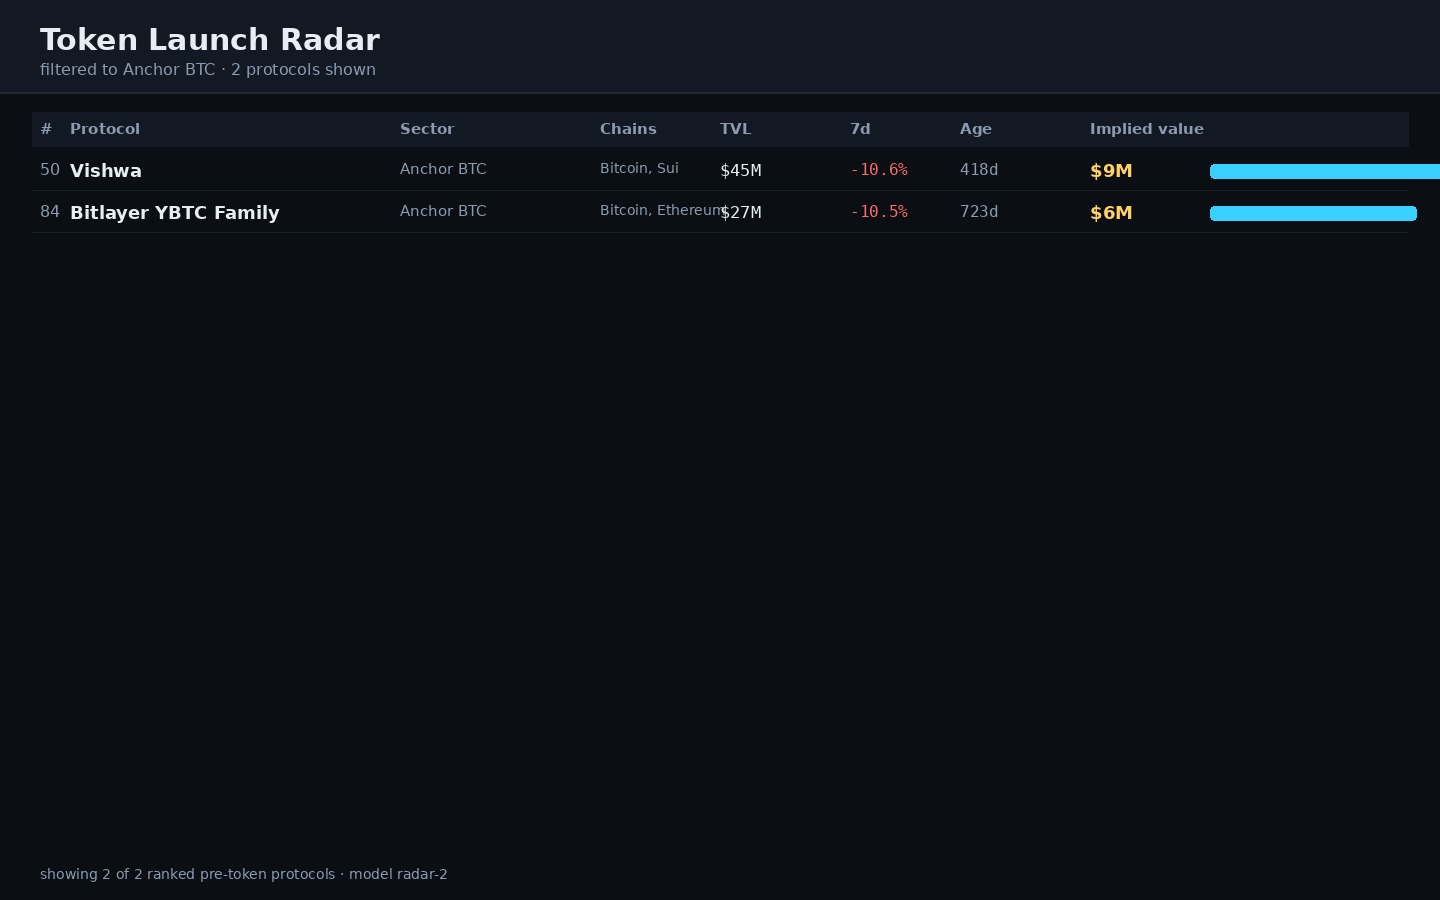 Token Launch Radar
filtered to Anchor BTC · 2 protocols shown
# Protocol Sector Chains TVL 7d Age Implied value
50 Vishwa Anchor BTC Bitcoin, Sui $45M -10.6% 418d $9M
84 Bitlayer YBTC Family Anchor BTC Bitcoin, Ethereum $27M -10.5% 723d $6M
showing 2 of 2 ranked pre-token protocols · model radar-2